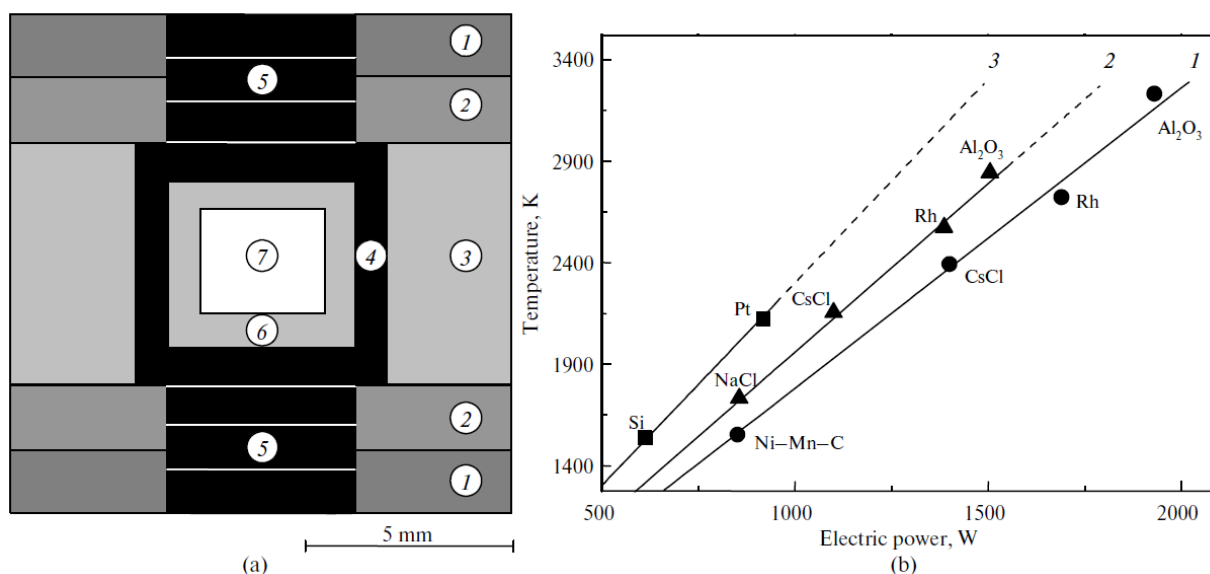 1
5
2
7
4
3
6
2
5
1
5 mm
(a)
3400
2900
2400
1900
1400
Temperature, K
3
2
1
Al₂O₃
Al₂O₃
Rh
Rh
CsCl
CsCl
Pt
NaCl
Si
Ni–Mn–C
500
1000
1500
2000
Electric power, W
(b)